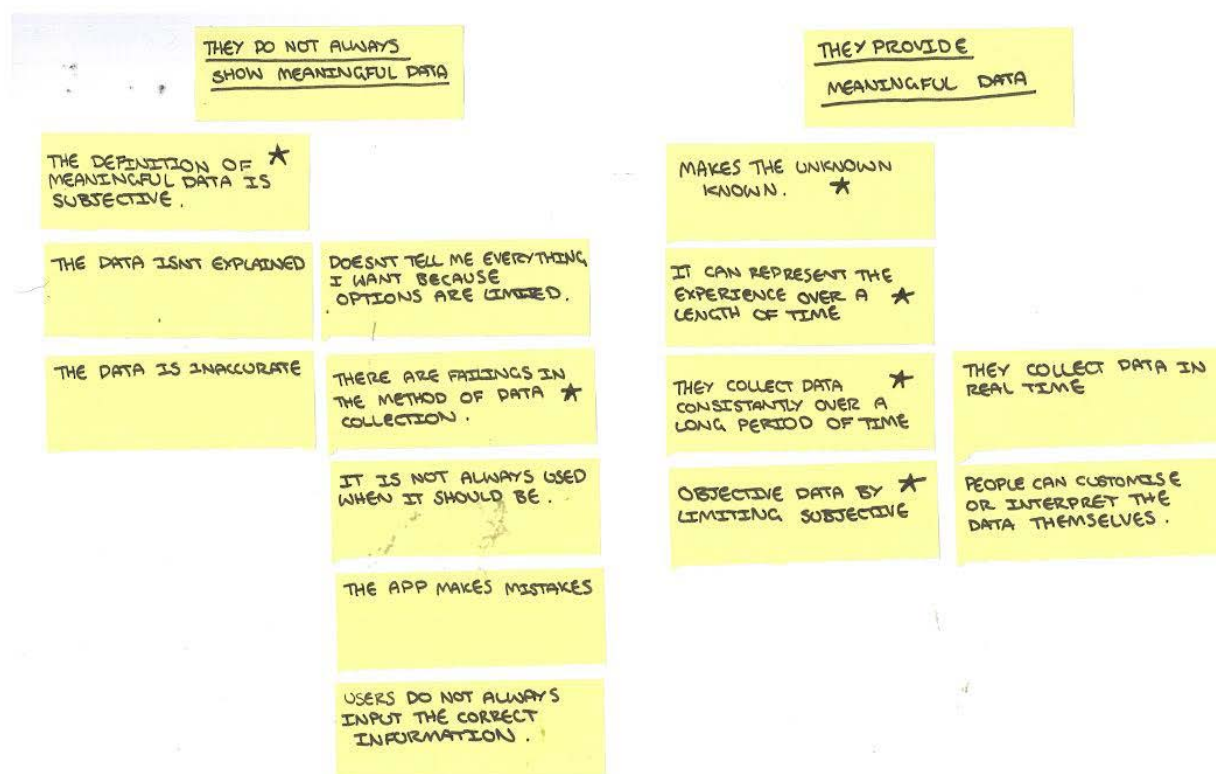 THEY DO NOT ALWAYS
SHOW MEANINGFUL DATA
THE DEFINITION OF ★
MEANINGFUL DATA IS
SUBJECTIVE.
THE DATA ISNT EXPLAINED
DOESNT TELL ME EVERYTHING
I WANT BECAUSE
OPTIONS ARE LIMITED.
THE DATA IS INACCURATE
THERE ARE FAILINGS IN
THE METHOD OF DATA ★
COLLECTION.
IT IS NOT ALWAYS USED
WHEN IT SHOULD BE.
THE APP MAKES MISTAKES
USERS DO NOT ALWAYS
INPUT THE CORRECT
INFORMATION.
THEY PROVIDE
MEANINGFUL DATA
MAKES THE UNKNOWN
KNOWN. ★
IT CAN REPRESENT THE
EXPERIENCE OVER A ★
LENGTH OF TIME
THEY COLLECT DATA ★
CONSISTANTLY OVER A
LONG PERIOD OF TIME
THEY COLLECT DATA IN
REAL TIME
OBJECTIVE DATA BY ★
LIMITING SUBJECTIVE
PEOPLE CAN CUSTOMISE
OR INTERPRET THE
DATA THEMSELVES.